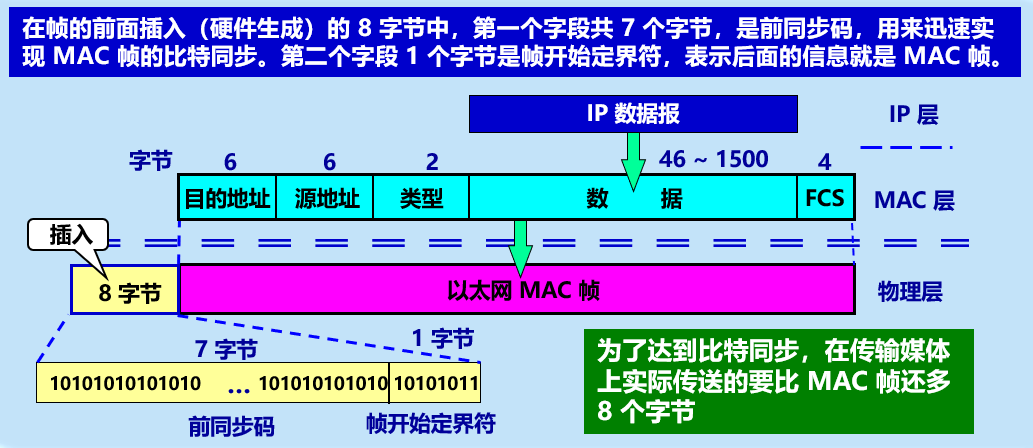 在帧的前面插入（硬件生成）的 8 字节中，第一个字段共 7 个字节，是前同步码，用来迅速实
现 MAC 帧的比特同步。第二个字段 1 个字节是帧开始定界符，表示后面的信息就是 MAC 帧。
IP 数据报
IP 层
字节
6
6
2
46 ~ 1500
4
目的地址
源地址
类型
数 据
FCS
MAC 层
插入
8 字节
以太网 MAC 帧
物理层
7 字节
1 字节
10101010101010 … 101010101010
10101011
前同步码
帧开始定界符
为了达到比特同步，在传输媒体
上实际传送的要比 MAC 帧还多
8 个字节